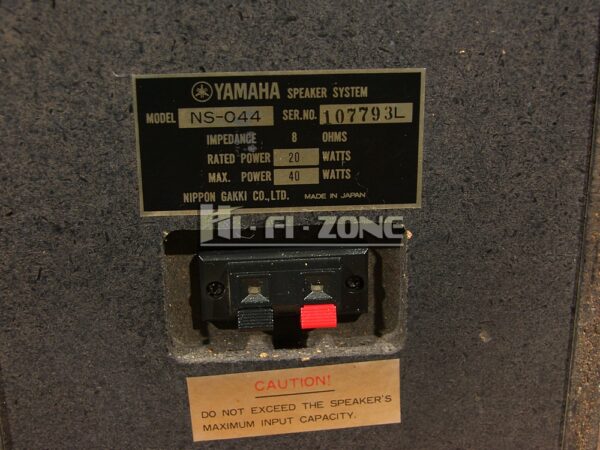 YAMAHA SPEAKER SYSTEM
MODEL NS-044 SER.NO. 107793L
IMPEDANCE 8 OHMS
RATED POWER 20 WATTS
MAX. POWER 40 WATTS
NIPPON GAKKI CO., LTD. MADE IN JAPAN
HI-FI-ZONE
CAUTION!
DO NOT EXCEED THE SPEAKER'S
MAXIMUM INPUT CAPACITY.